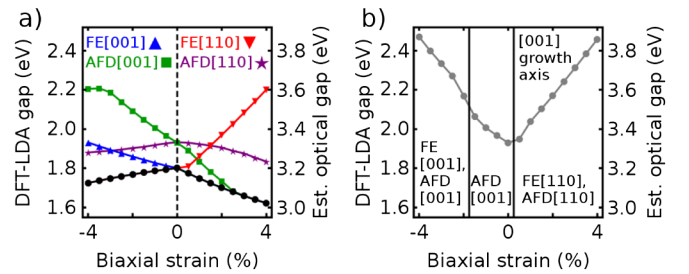 a)
DFT-LDA gap (eV)
2.4
2.2
2.0
1.8
1.6
FE[001]
FE[110]
AFD[001]
AFD[110]
3.8
3.6
3.4
3.2
3.0
Est. optical gap (eV)
-4
-2
0
2
4
Biaxial strain (%)
b)
DFT-LDA gap (eV)
2.4
2.2
2.0
1.8
1.6
[001]
growth
axis
FE
[001],
AFD
[001]
AFD
[001]
FE[110],
AFD[110]
3.8
3.6
3.4
3.2
3.0
Est. optical gap (eV)
-4
-2
0
2
4
Biaxial strain (%)